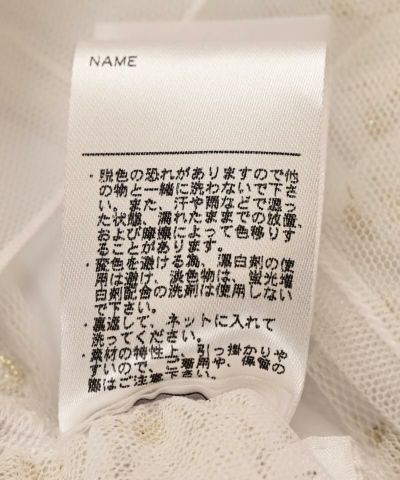 NAME
・脱色の恐れがありますので他
の物と一緒に洗わないで下さ
い。また、汗や雨などで湿っ
た状態、濡れたままでの放置、
および摩擦によって色移りす
ることがあります。
・変色を避ける為、漂白剤の使
用は避け、淡色物は、蛍光増
白剤配合の洗剤は使用しない
で下さい。
・裏返して、ネットに入れて
洗ってください。
・素材の特性上、引っ掛かりや
すいので、ご着用や、保管の
際はご注意下さい。